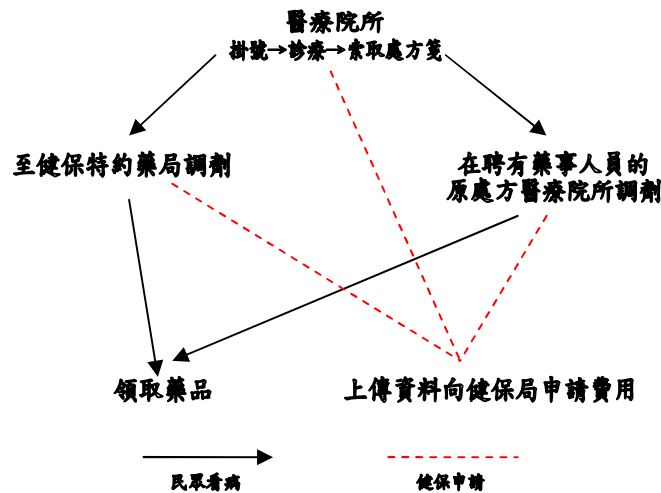 醫療院所
掛號→診療→索取處方箋
至健保特約藥局調劑
在聘有藥事人員的
原處方醫療院所調劑
領取藥品
上傳資料向健保局申請費用
民眾看病
健保申請